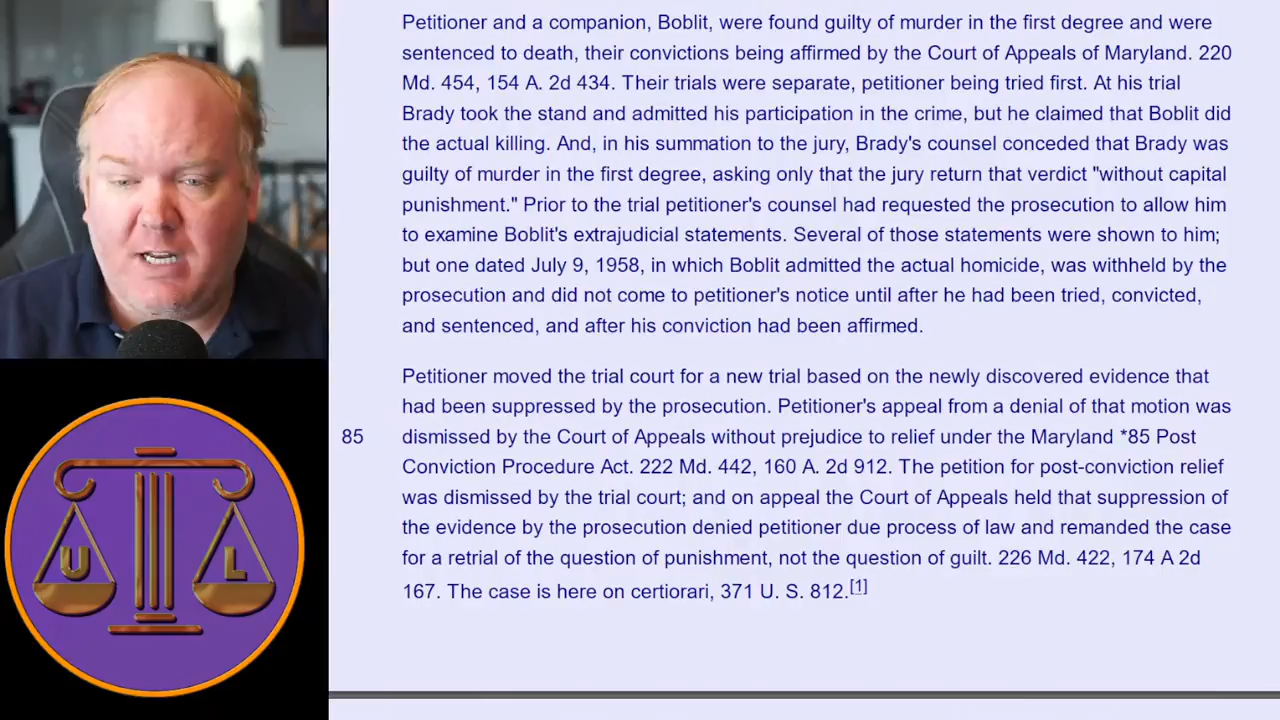 Petitioner and a companion, Boblit, were found guilty of murder in the first degree and were
sentenced to death, their convictions being affirmed by the Court of Appeals of Maryland. 220
Md. 454, 154 A. 2d 434. Their trials were separate, petitioner being tried first. At his trial
Brady took the stand and admitted his participation in the crime, but he claimed that Boblit did
the actual killing. And, in his summation to the jury, Brady's counsel conceded that Brady was
guilty of murder in the first degree, asking only that the jury return that verdict "without capital
punishment." Prior to the trial petitioner's counsel had requested the prosecution to allow him
to examine Boblit's extrajudicial statements. Several of those statements were shown to him;
but one dated July 9, 1958, in which Boblit admitted the actual homicide, was withheld by the
prosecution and did not come to petitioner's notice until after he had been tried, convicted,
and sentenced, and after his conviction had been affirmed.
Petitioner moved the trial court for a new trial based on the newly discovered evidence that
had been suppressed by the prosecution. Petitioner's appeal from a denial of that motion was
85 dismissed by the Court of Appeals without prejudice to relief under the Maryland *85 Post
Conviction Procedure Act. 222 Md. 442, 160 A. 2d 912. The petition for post-conviction relief
was dismissed by the trial court; and on appeal the Court of Appeals held that suppression of
the evidence by the prosecution denied petitioner due process of law and remanded the case
for a retrial of the question of punishment, not the question of guilt. 226 Md. 422, 174 A 2d
167. The case is here on certiorari, 371 U. S. 812.[1]
U L